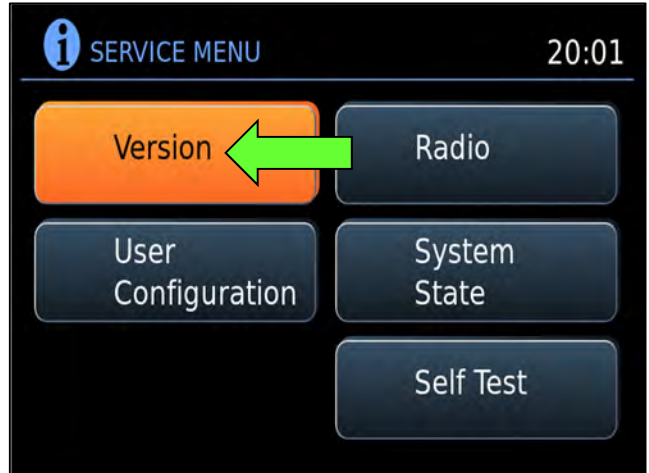 i SERVICE MENU 20:01
Version Radio
User System
Configuration State
Self Test